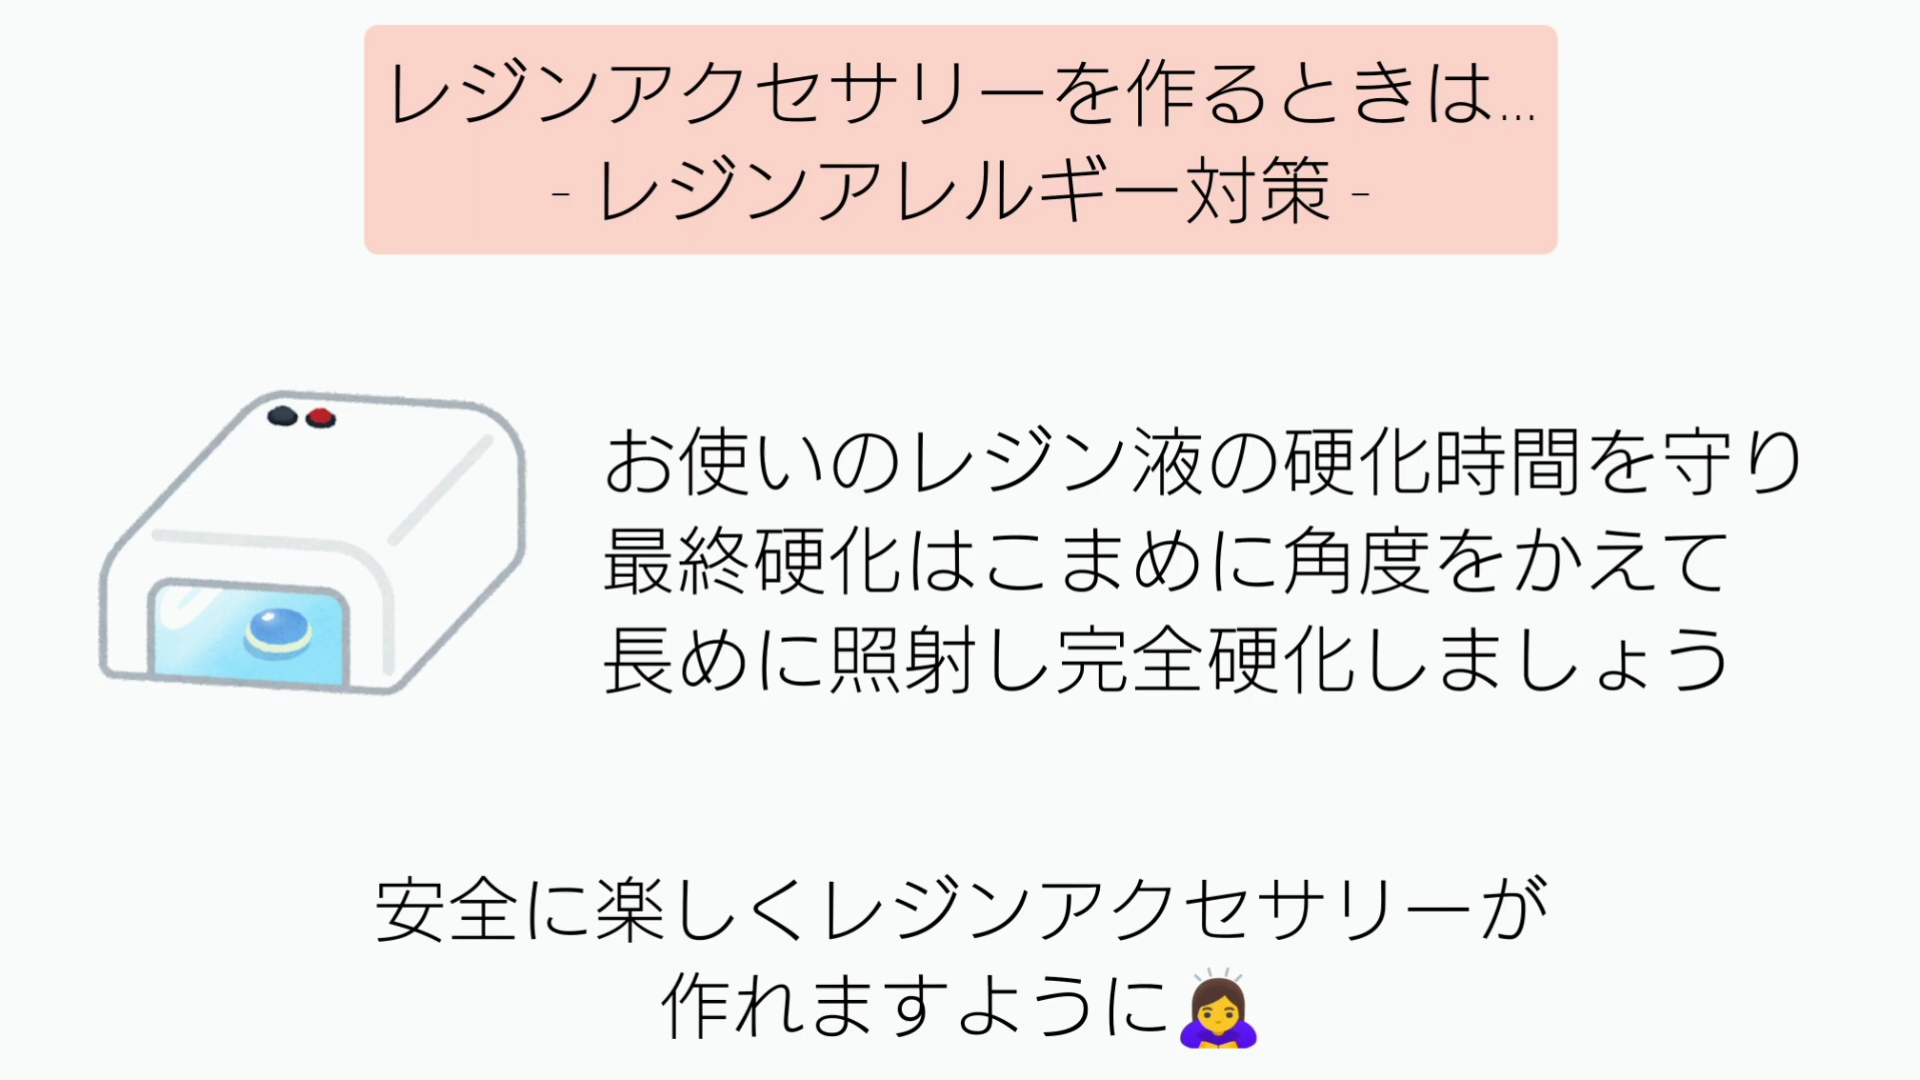 レジンアクセサリーを作るときは...
- レジンアレルギー対策 -
お使いのレジン液の硬化時間を守り
最終硬化はこまめに角度をかえて
長めに照射し完全硬化しましょう
安全に楽しくレジンアクセサリーが
作れますように🙇‍♀️